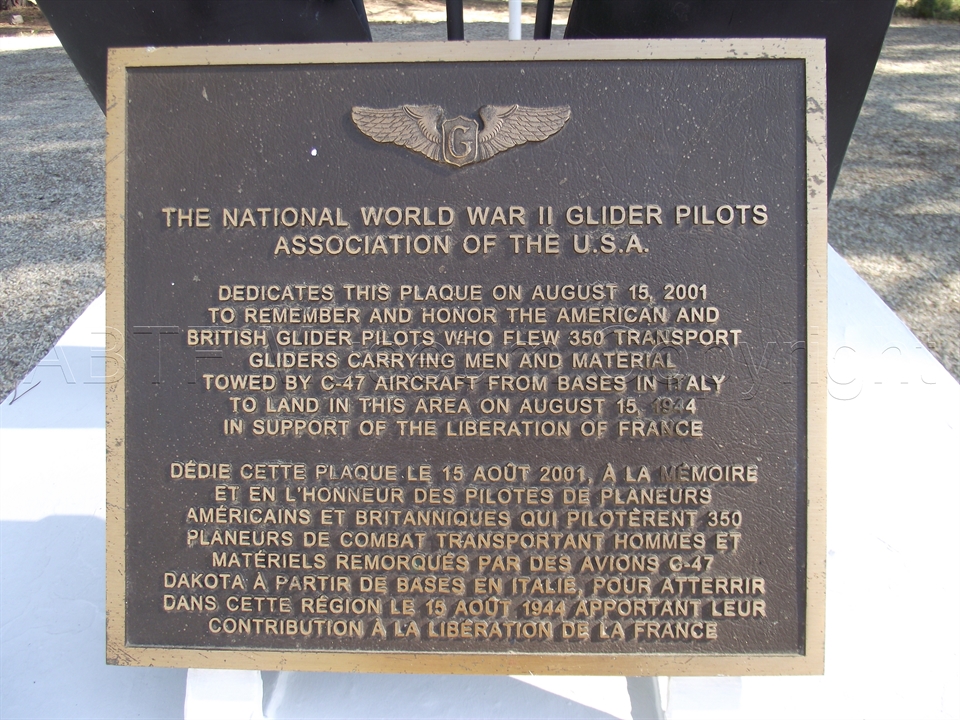 G
THE NATIONAL WORLD WAR II GLIDER PILOTS
ASSOCIATION OF THE U.S.A.
DEDICATES THIS PLAQUE ON AUGUST 15, 2001
TO REMEMBER AND HONOR THE AMERICAN AND
BRITISH GLIDER PILOTS WHO FLEW 350 TRANSPORT
GLIDERS CARRYING MEN AND MATERIAL
TOWED BY C-47 AIRCRAFT FROM BASES IN ITALY
TO LAND IN THIS AREA ON AUGUST 15, 1944
IN SUPPORT OF THE LIBERATION OF FRANCE
DÉDIE CETTE PLAQUE LE 15 AOÛT 2001, À LA MÉMOIRE
ET EN L'HONNEUR DES PILOTES DE PLANEURS
AMÉRICAINS ET BRITANNIQUES QUI PILOTÈRENT 350
PLANEURS DE COMBAT TRANSPORTANT HOMMES ET
MATÉRIELS REMORQUÉS PAR DES AVIONS C-47
DAKOTA À PARTIR DE BASES EN ITALIE, POUR ATTERRIR
DANS CETTE RÉGION LE 15 AOÛT 1944 APPORTANT LEUR
CONTRIBUTION À LA LIBÉRATION DE LA FRANCE
Copyright